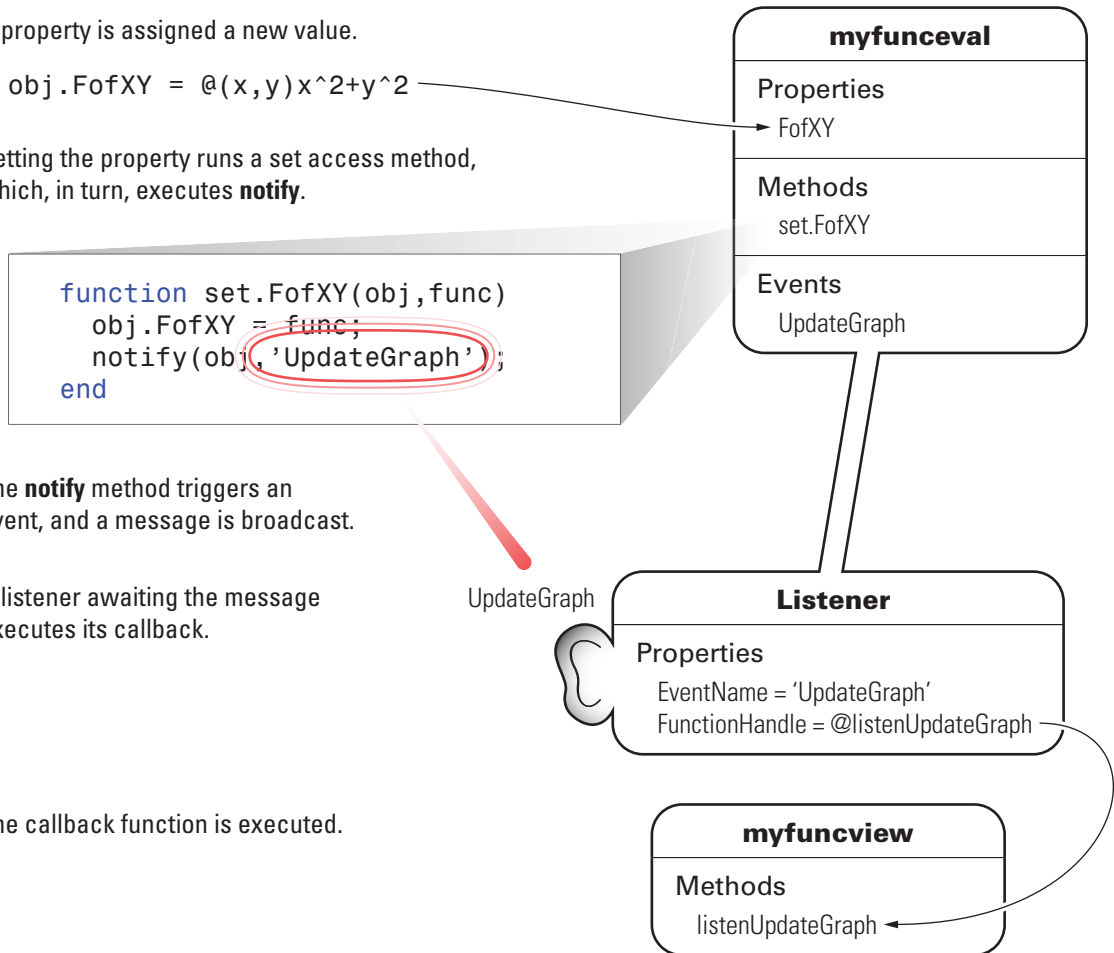 property is assigned a new value.
obj.FofXY = @(x,y)x^2+y^2
etting the property runs a set access method,
hich, in turn, executes notify.
function set.FofXY(obj,func)
obj.FofXY = func;
notify(obj,’UpdateGraph’);
end
he notify method triggers an
vent, and a message is broadcast.
listener awaiting the message
xecutes its callback.
he callback function is executed.
myfunceval
Properties
FofXY
Methods
set.FofXY
Events
UpdateGraph
UpdateGraph
Listener
Properties
EventName = ‘UpdateGraph’
FunctionHandle = @listenUpdateGraph
myfuncview
Methods
listenUpdateGraph